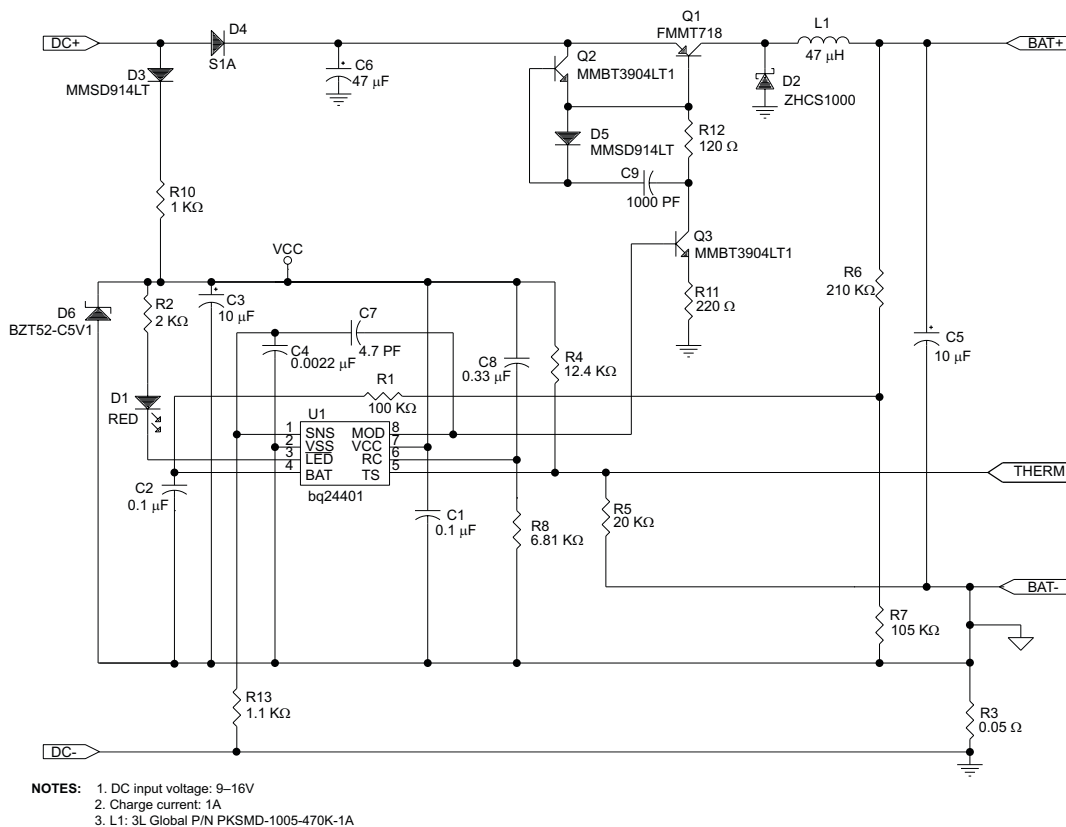 DC+
D4
S1A
D3
MMSD914LT
C6
47 µF
Q1
FMMT718
Q2
MMBT3904LT1
L1
47 µH
BAT+
D2
ZHCS1000
D5
MMSD914LT
R12
120 Ω
C9
1000 PF
R10
1 KΩ
Q3
MMBT3904LT1
VCC
R6
210 KΩ
R11
220 Ω
D6
BZT52-C5V1
R2
2 KΩ
C3
10 µF
C7
4.7 PF
C4
0.0022 µF
C8
0.33 µF
R4
12.4 KΩ
C5
10 µF
R1
100 KΩ
D1
RED
U1
1 SNS MOD 8
2 VSS VCC 7
3 LED RC 6
4 BAT TS 5
bq24401
THERM
C2
0.1 µF
C1
0.1 µF
R8
6.81 KΩ
R5
20 KΩ
BAT-
R7
105 KΩ
R13
1.1 KΩ
R3
0.05 Ω
DC-
NOTES: 1. DC input voltage: 9–16V
2. Charge current: 1A
3. L1: 3L Global P/N PKSMD-1005-470K-1A